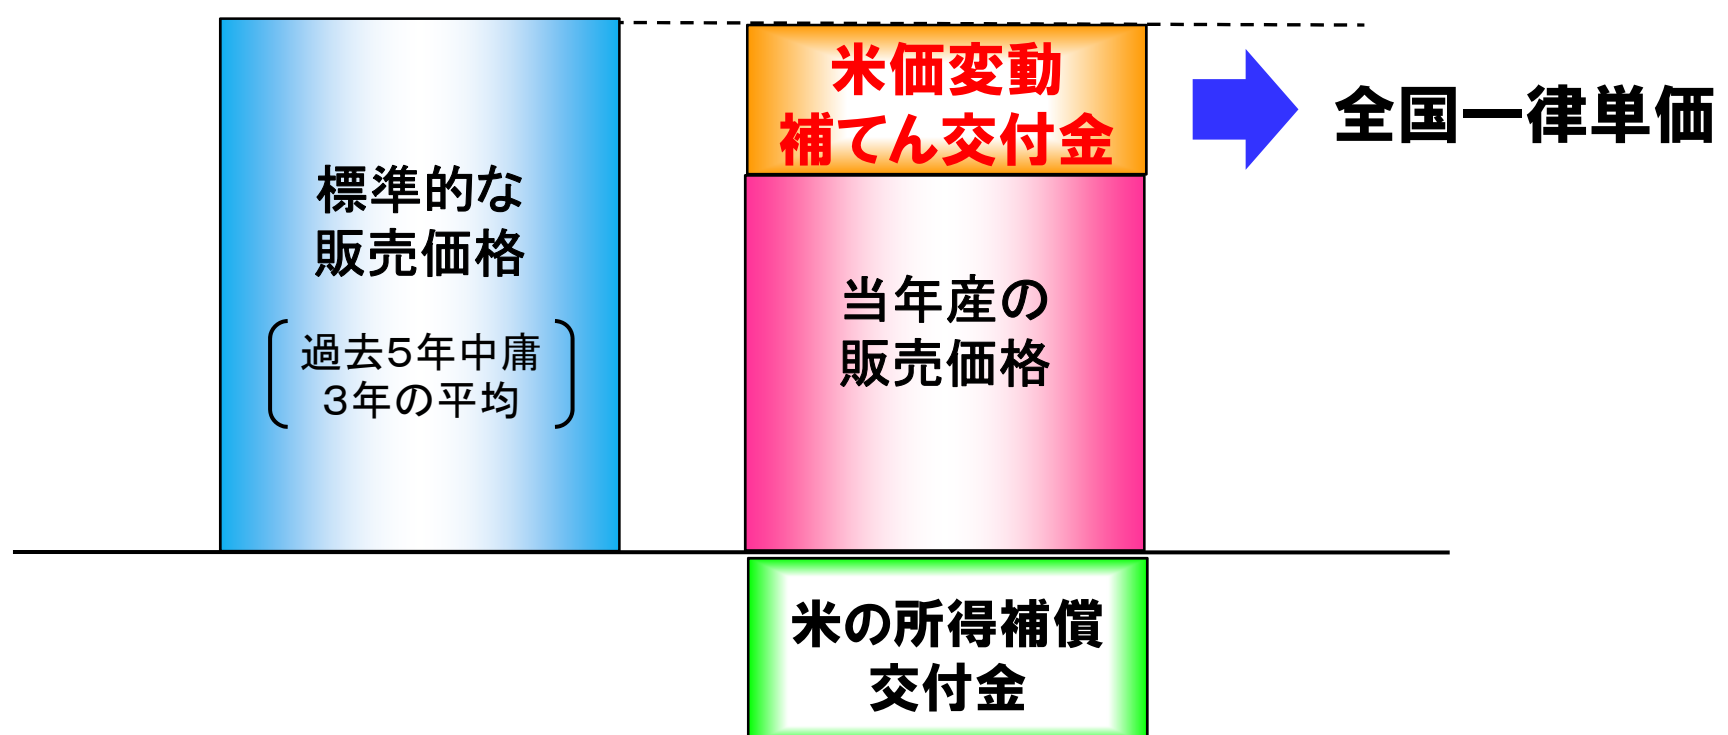 標準的な
販売価格
過去5年中庸
3年の平均
米価変動
補てん交付金
全国一律単価
当年産の
販売価格
米の所得補償
交付金